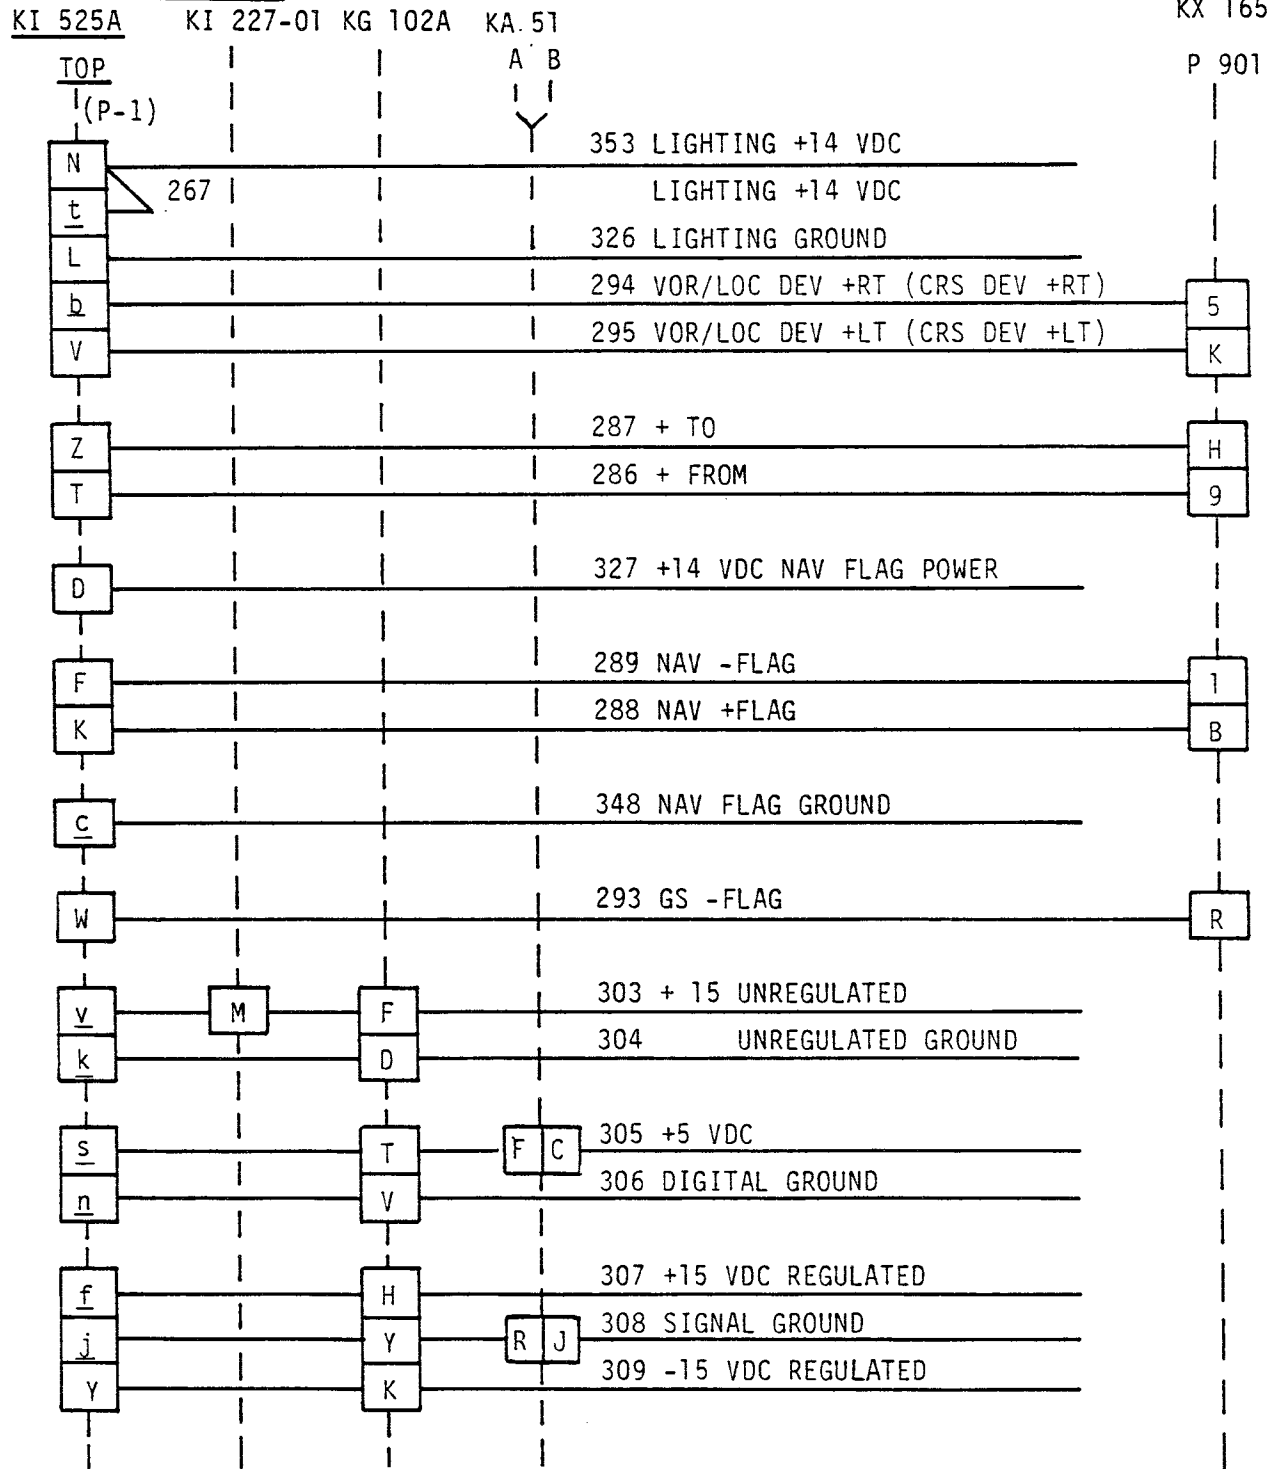 KX 165
KI 525A KI 227-01 KG 102A KA 51
TOP A B P 901
(P-1)
N 353 LIGHTING +14 VDC
t 267 LIGHTING +14 VDC
L 326 LIGHTING GROUND
b 294 VOR/LOC DEV +RT (CRS DEV +RT) 5
V 295 VOR/LOC DEV +LT (CRS DEV +LT) K
Z 287 + TO H
T 286 + FROM 9
D 327 +14 VDC NAV FLAG POWER
F 289 NAV -FLAG 1
K 288 NAV +FLAG B
c 348 NAV FLAG GROUND
W 293 GS -FLAG R
v M F 303 + 15 UNREGULATED
k D 304 UNREGULATED GROUND
s T F C 305 +5 VDC
n V 306 DIGITAL GROUND
f H 307 +15 VDC REGULATED
j Y R J 308 SIGNAL GROUND
Y K 309 -15 VDC REGULATED